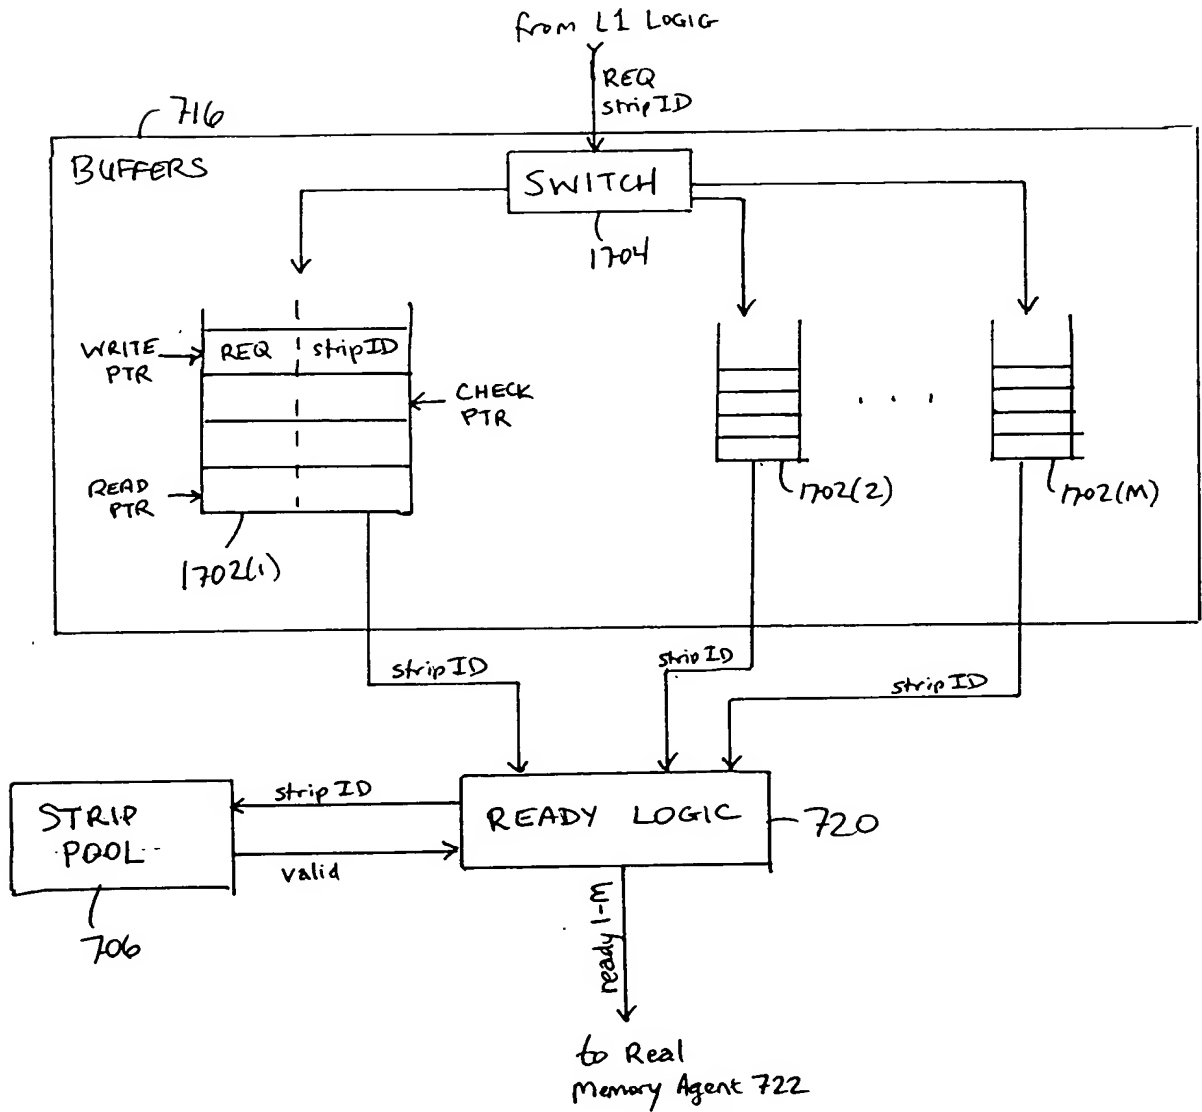 from L1 LOGIC
REQ
stripID
716
BUFFERS
SWITCH
1704
WRITE
PTR
REQ
stripID
CHECK
PTR
READ
PTR
1702(1)
. . .
1702(2)
1702(M)
stripID
stripID
stripID
STRIP
POOL
stripID
valid
READY LOGIC
720
706
ready 1-M
to Real
Memory Agent 722